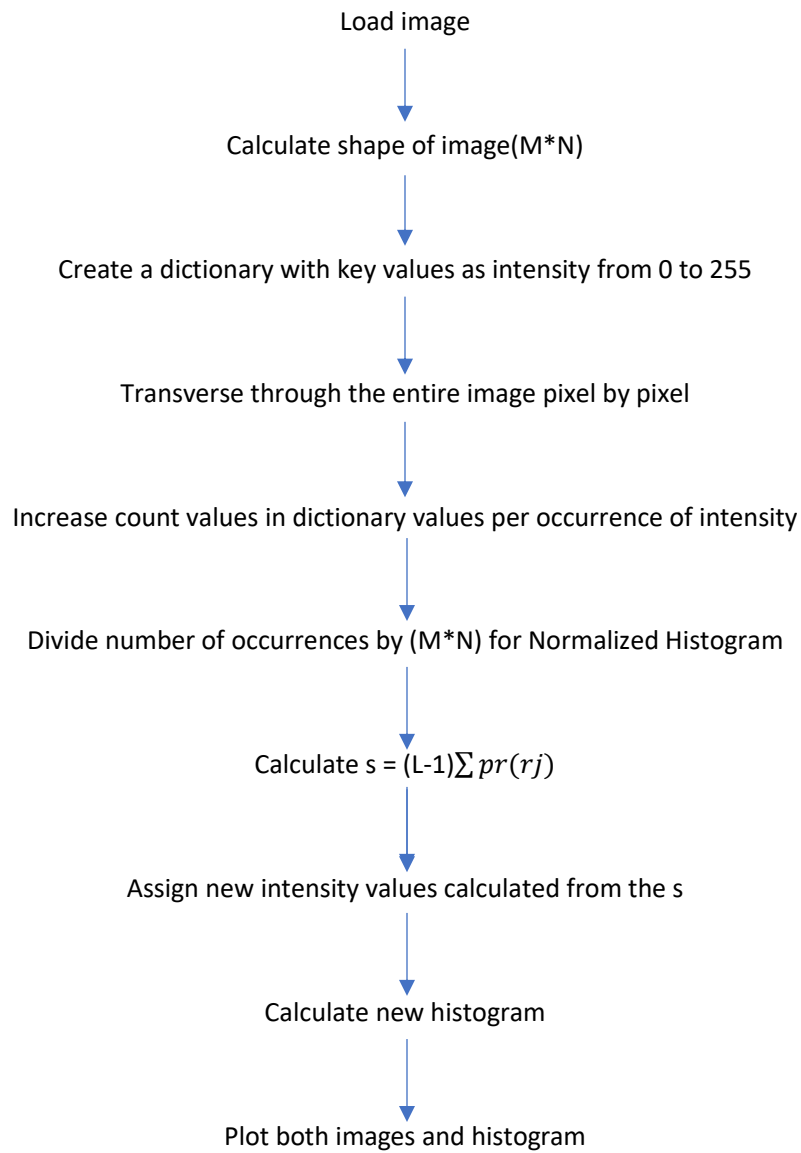 Load image
Calculate shape of image(M*N)
Create a dictionary with key values as intensity from 0 to 255
Transverse through the entire image pixel by pixel
Increase count values in dictionary values per occurrence of intensity
Divide number of occurrences by (M*N) for Normalized Histogram
Calculate s = (L-1)∑ 𝑝𝑟(𝑟𝑗)
Assign new intensity values calculated from the s
Calculate new histogram
Plot both images and histogram